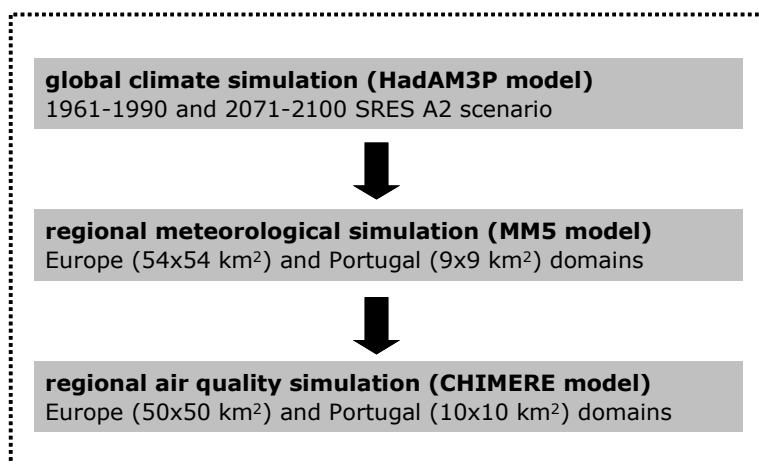 global climate simulation (HadAM3P model)
1961-1990 and 2071-2100 SRES A2 scenario
regional meteorological simulation (MM5 model)
Europe (54x54 km²) and Portugal (9x9 km²) domains
regional air quality simulation (CHIMERE model)
Europe (50x50 km²) and Portugal (10x10 km²) domains